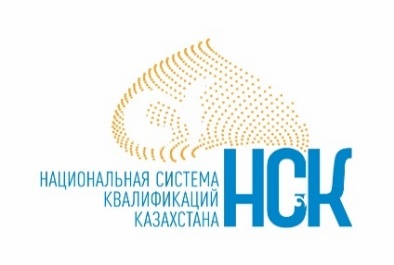 НАЦИОНАЛЬНАЯ СИСТЕМА
КВАЛИФИКАЦИЙ
КАЗАХСТАНА
НСК